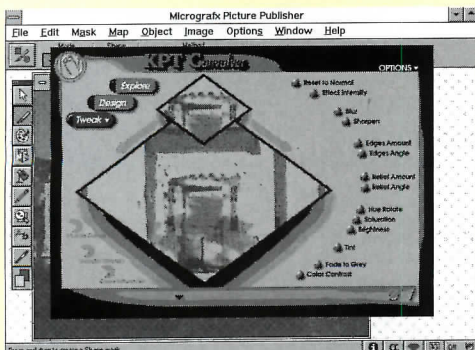 Micrografx Picture Publisher
File Edit Mask Map Object Image Options Window Help
KPT Convolver
OPTIONS
Explore
Design
Tweak
Reset to Normal
Effect Intensity
Blur
Sharpen
Edges Amount
Edges Angle
Relief Amount
Relief Angle
Hue Rotate
Saturation
Brightness
Tint
Fade to Grey
Color Contrast